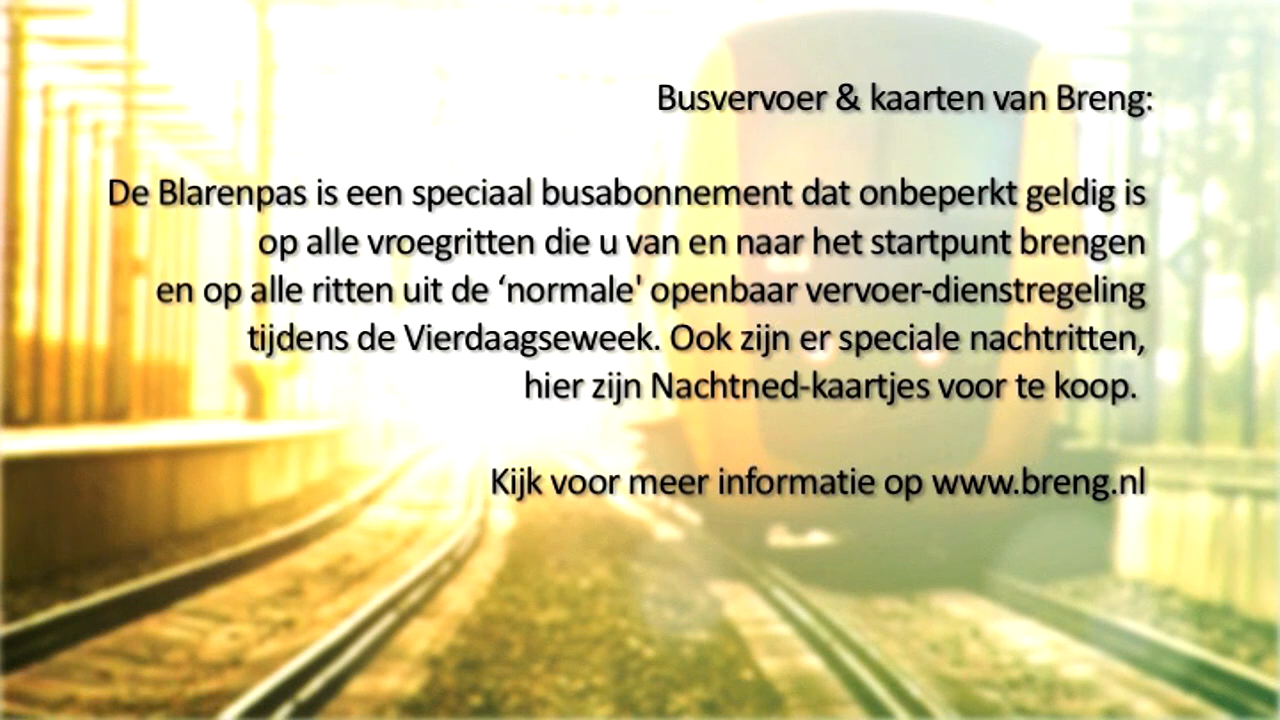 Busvervoer & kaarten van Breng:
De Blarenpas is een speciaal busabonnement dat onbeperkt geldig is
op alle vroegritten die u van en naar het startpunt brengen
en op alle ritten uit de ‘normale' openbaar vervoer-dienstregeling
tijdens de Vierdaagseweek. Ook zijn er speciale nachtritten,
hier zijn Nachtned-kaartjes voor te koop.
Kijk voor meer informatie op www.breng.nl